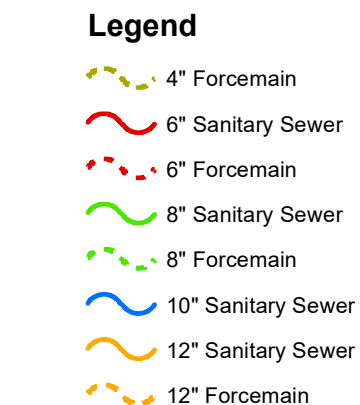 Legend
4" Forcemain
6" Sanitary Sewer
6" Forcemain
8" Sanitary Sewer
8" Forcemain
10" Sanitary Sewer
12" Sanitary Sewer
12" Forcemain